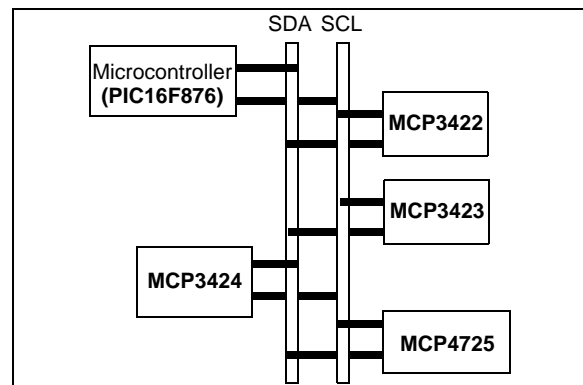 SDA SCL
Microcontroller
(PIC16F876)
MCP3422
MCP3423
MCP3424
MCP4725